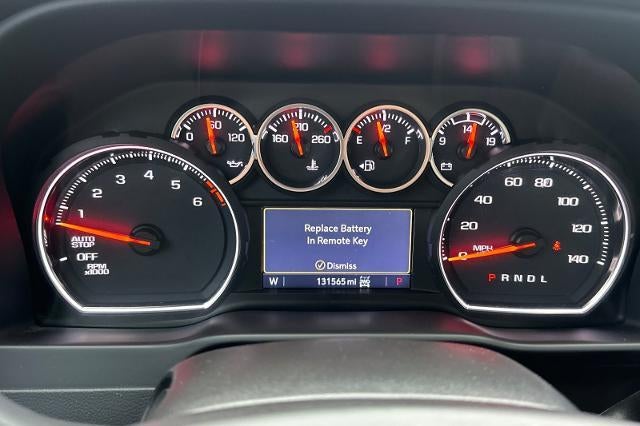 0 60 120
160 210 260
E 1/2 F
9 14 19
1 2 3 4 5 6
AUTO
STOP
OFF
RPM
x1000
Replace Battery
In Remote Key
Dismiss
W 131565 mi P
0 20 40 60 80 100 120 140
MPH
P R N D L